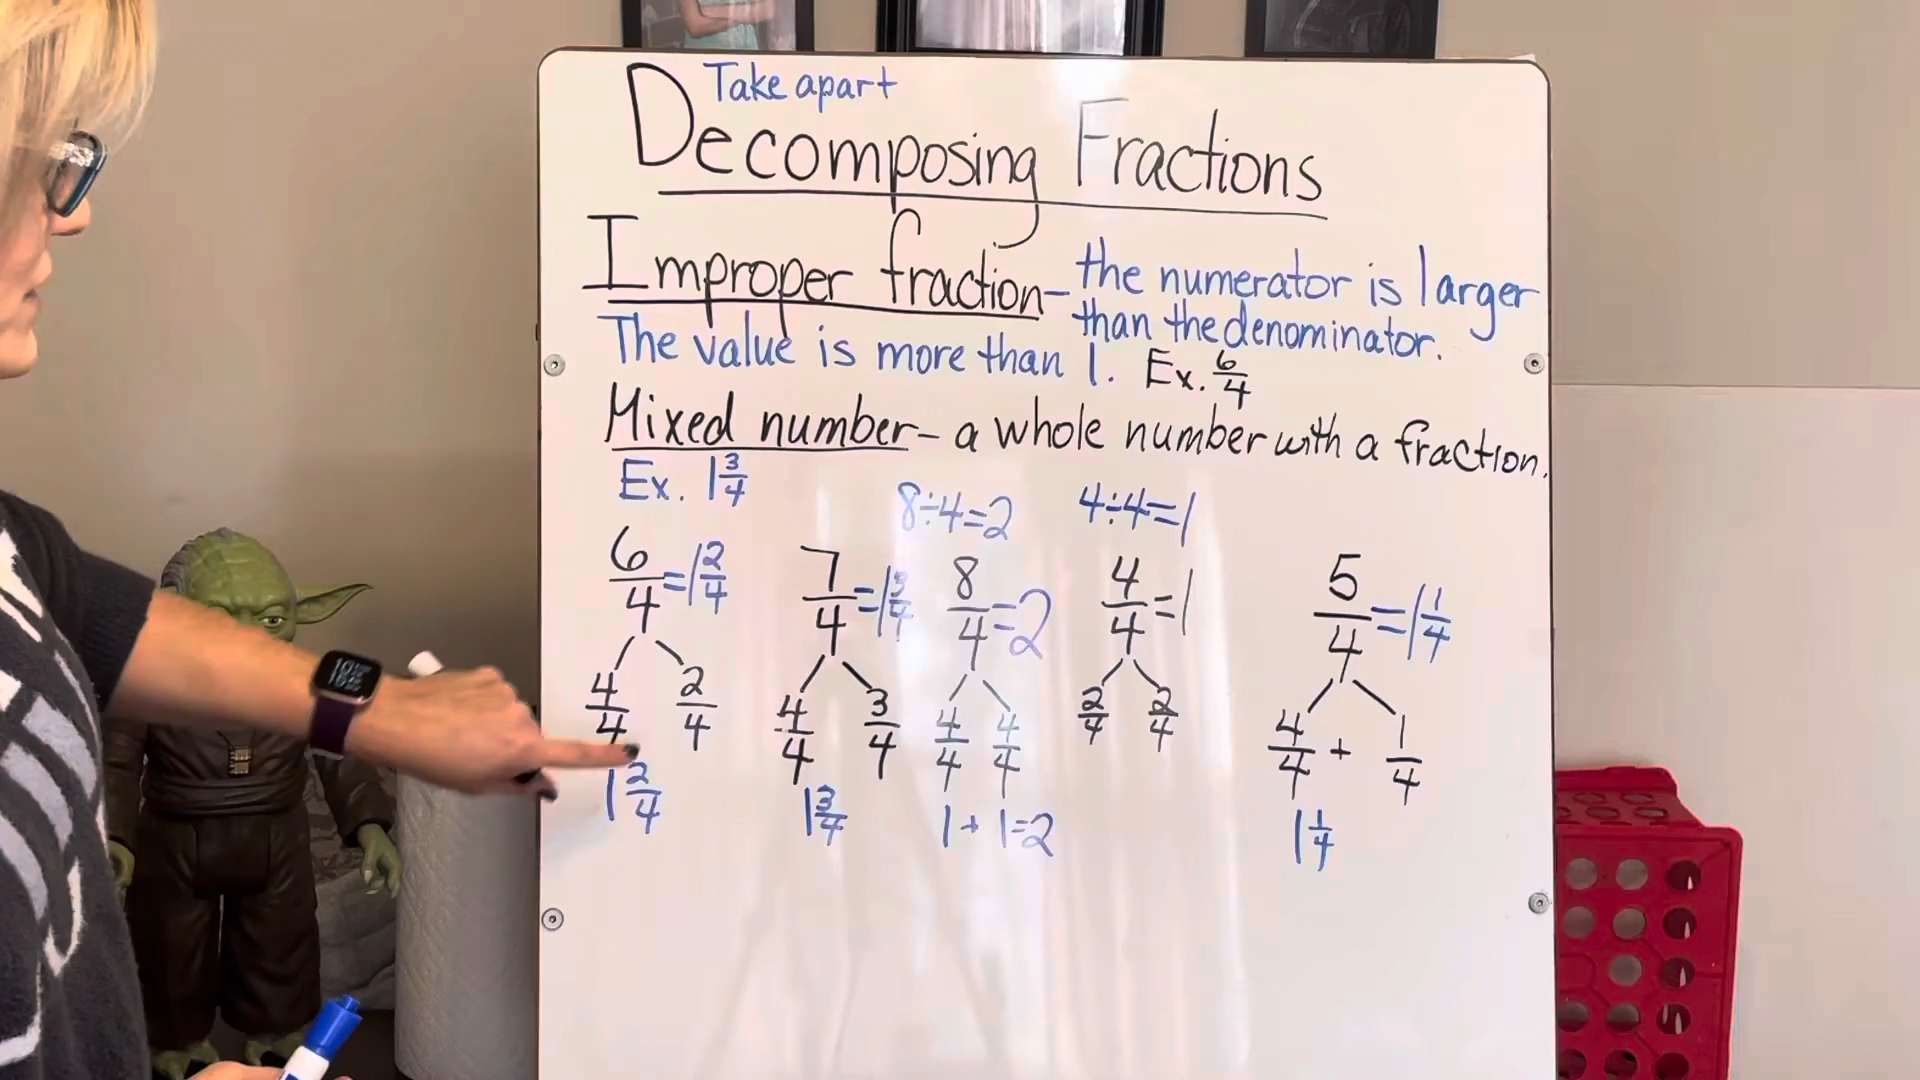 Take apart
Decomposing Fractions
Improper fraction- the numerator is larger
than the denominator.
The value is more than 1. Ex. 6/4
Mixed number- a whole number with a fraction.
Ex. 1 3/4
8÷4=2 4÷4=1
6/4 =1 2/4 7/4 =1 3/4 8/4 =2 4/4 =1 5/4 =1 1/4
4/4 2/4 4/4 3/4 4/4 4/4 2/4 2/4 4/4 + 1/4
1 2/4 1 3/4 1 + 1=2 1 1/4